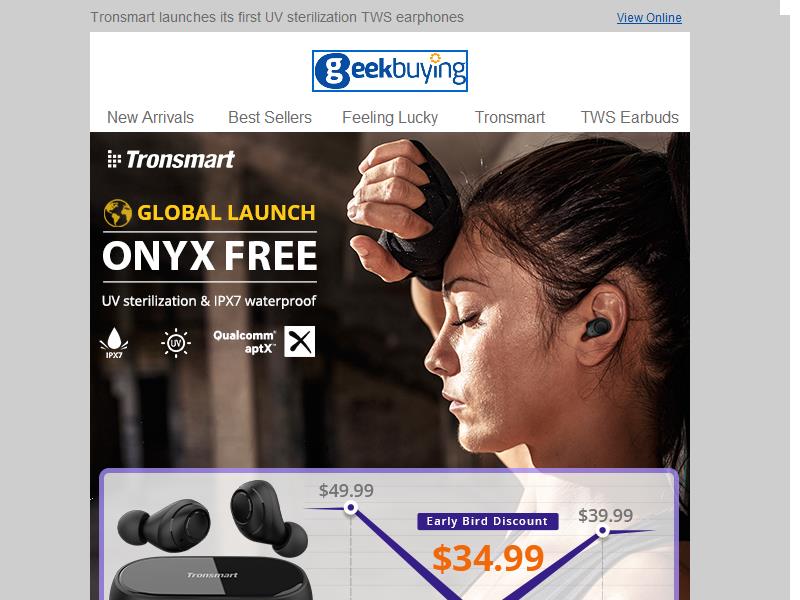 Tronsmart launches its first UV sterilization TWS earphones
View Online
geekbuying
New Arrivals Best Sellers Feeling Lucky Tronsmart TWS Earbuds
Tronsmart
GLOBAL LAUNCH
ONYX FREE
UV sterilization & IPX7 waterproof
IPX7
UV
Qualcomm®
aptX™
$49.99
Early Bird Discount
$39.99
$34.99
Tronsmart